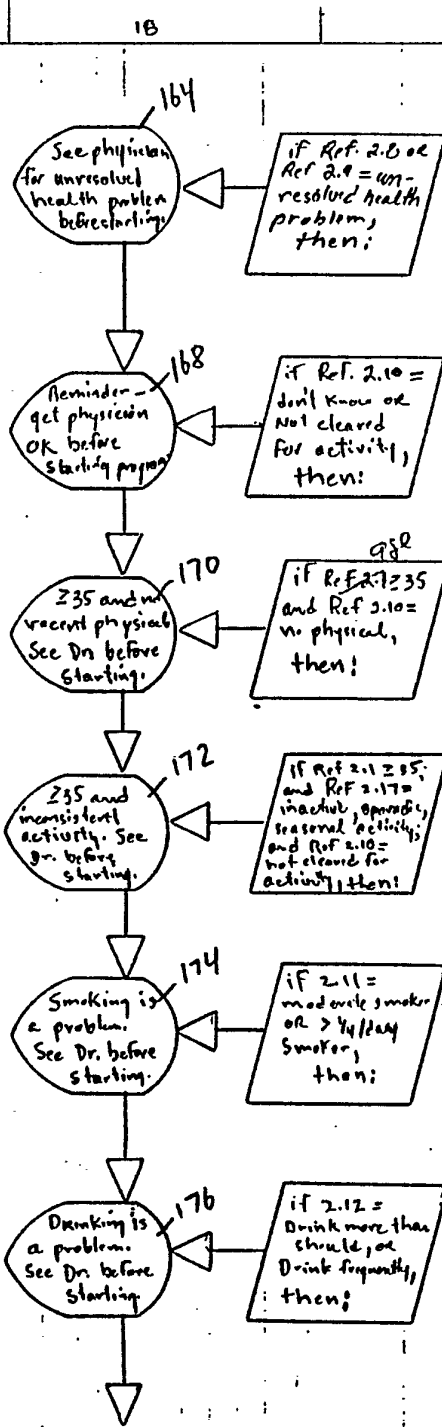 1B
164
See physician
for unresolved
health problem
before starting.
if Ref. 2.8 or
Ref 2.9 = un-
resolved health
problem,
then:
168
Reminder -
get physician
OK before
starting program
if Ref. 2.10 =
don't know or
Not cleared
for activity,
then:
170
≥35 and no
recent physical
See Dr. before
starting.
age
if Ref 2.1 ≥35
and Ref 2.10 =
no physical,
then:
172
≥35 and
inconsistent
activity. See
Dr. before
starting.
if Ref 2.1 ≥35;
and Ref 2.17 =
inactive, sporadic,
seasonal activity;
and Ref 2.10 =
not cleared for
activity, then:
174
Smoking is
a problem.
See Dr. before
starting.
if 2.11 =
moderate smoker
OR > 1/4/day
smoker,
then:
176
Drinking is
a problem.
See Dr. before
starting.
if 2.12 =
Drink more than
should, or
Drink frequently,
then: